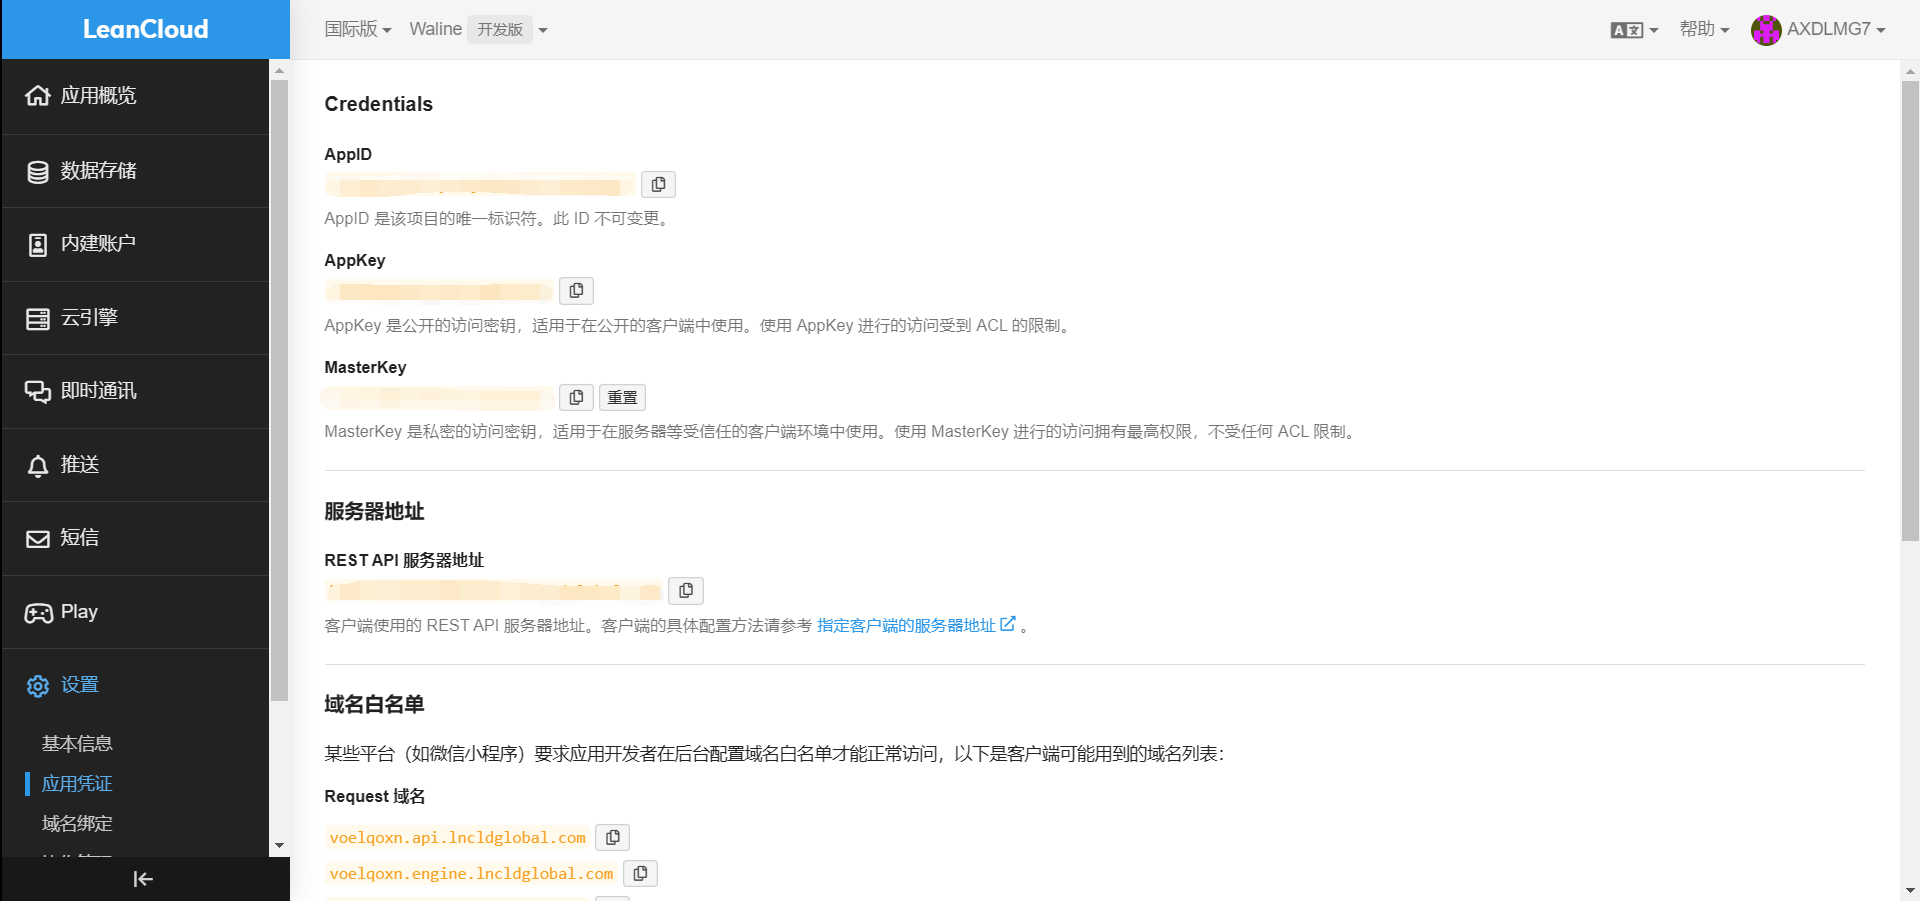 LeanCloud
国际版
Waline 开发版
帮助
AXDLMG7
应用概览
数据存储
内建账户
云引擎
即时通讯
推送
短信
Play
设置
基本信息
应用凭证
域名绑定
Credentials
AppID
AppID 是该项目的唯一标识符。此 ID 不可变更。
AppKey
AppKey 是公开的访问密钥，适用于在公开的客户端中使用。使用 AppKey 进行的访问受到 ACL 的限制。
MasterKey
重置
MasterKey 是私密的访问密钥，适用于在服务器等受信任的客户端环境中使用。使用 MasterKey 进行的访问拥有最高权限，不受任何 ACL 限制。
服务器地址
REST API 服务器地址
客户端使用的 REST API 服务器地址。客户端的具体配置方法请参考 指定客户端的服务器地址 。
域名白名单
某些平台（如微信小程序）要求应用开发者在后台配置域名白名单才能正常访问，以下是客户端可能用到的域名列表：
Request 域名
voelqoxn.api.lncldglobal.com
voelqoxn.engine.lncldglobal.com